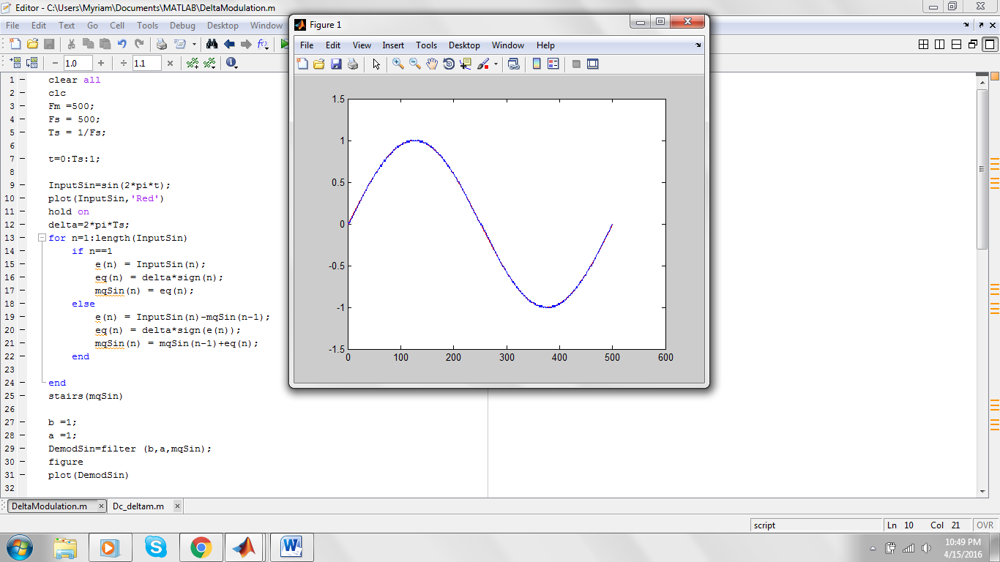 Editor - C:\Users\Myriam\Documents\MATLAB\DeltaModulation.m
File Edit Text Go Cell Tools Debug Desktop Window
1.0 1.1
1 clear all
2 clc
3 Fm =500;
4 Fs = 500;
5 Ts = 1/Fs;
6
7 t=0:Ts:1;
8
9 InputSin=sin(2*pi*t);
10 plot(InputSin,'Red')
11 hold on
12 delta=2*pi*Ts;
13 for n=1:length(InputSin)
14 if n==1
15 e(n) = InputSin(n);
16 eq(n) = delta*sign(n);
17 mqSin(n) = eq(n);
18 else
19 e(n) = InputSin(n)-mqSin(n-1);
20 eq(n) = delta*sign(e(n));
21 mqSin(n) = mqSin(n-1)+eq(n);
22 end
23
24 end
25 stairs(mqSin)
26
27 b =1;
28 a =1;
29 DemodSin=filter (b,a,mqSin);
30 figure
31 plot(DemodSin)
32
Figure 1
File Edit View Insert Tools Desktop Window Help
1.5
1
0.5
0
-0.5
-1
-1.5
0 100 200 300 400 500 600
DeltaModulation.m Dc_deltam.m
script Ln 10 Col 21 OVR
10:49 PM
4/15/2016